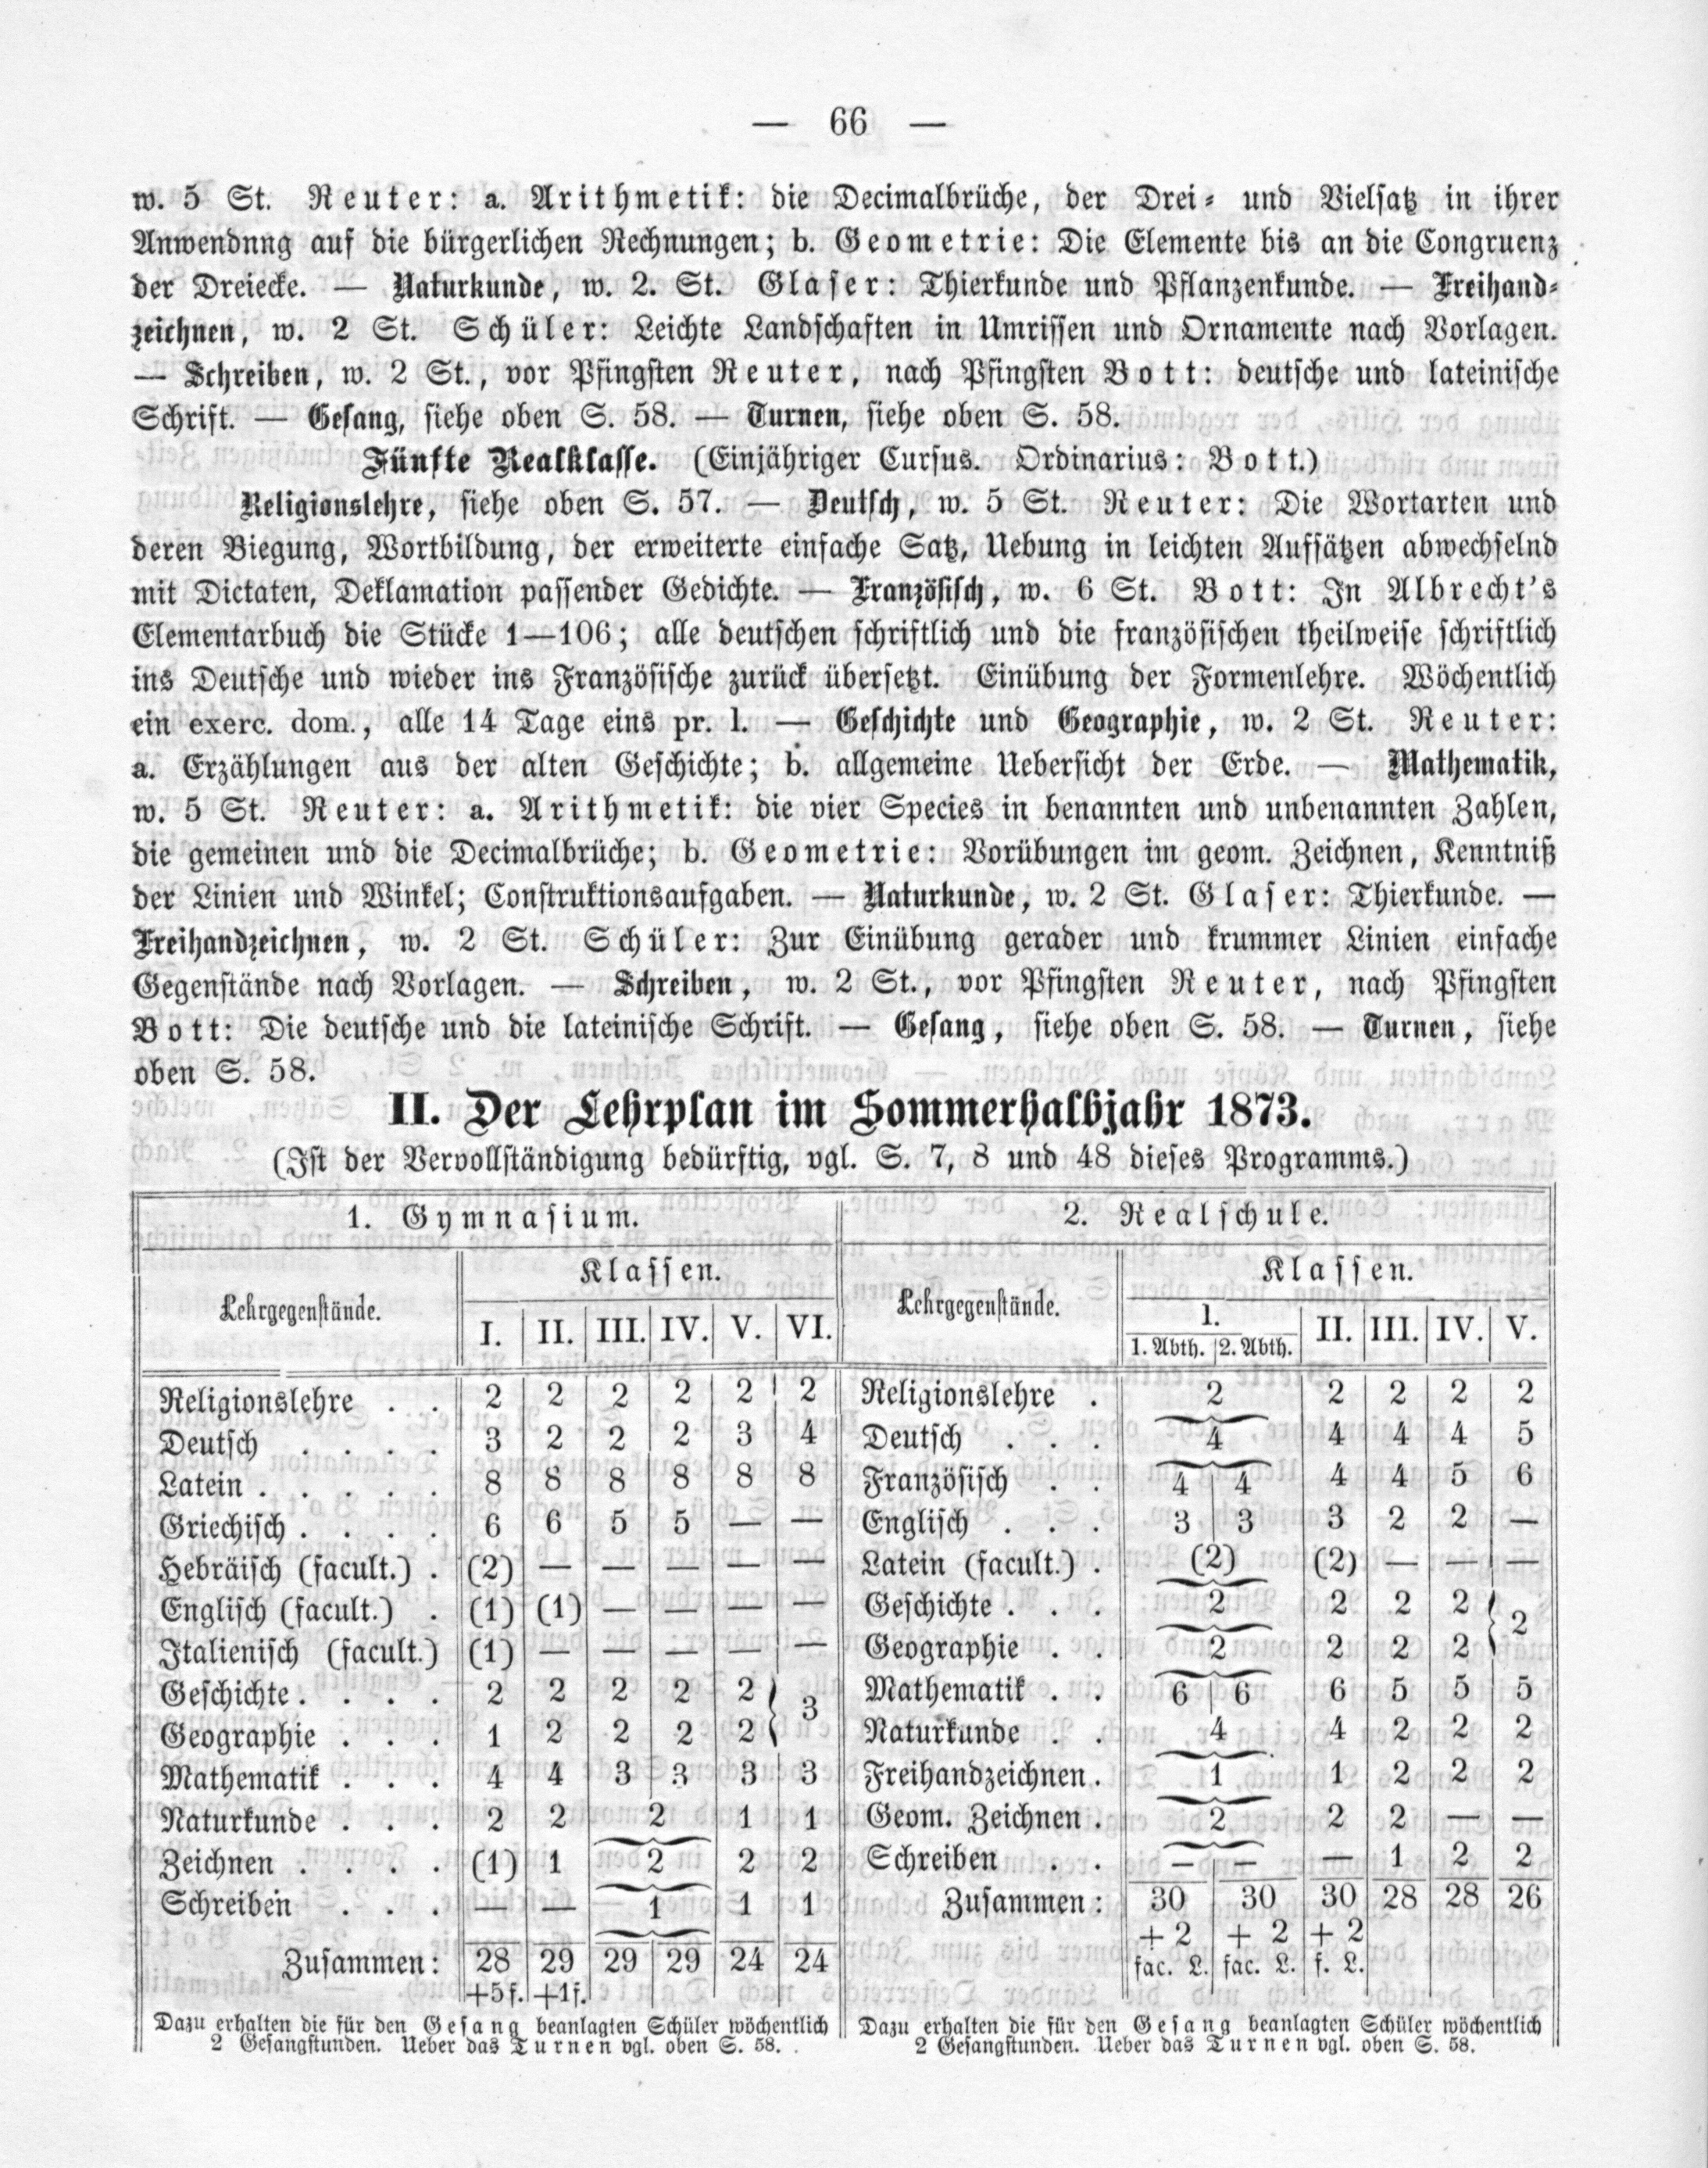 — 66 —
w. 5 St. Reuter: a. Arithmetik: die Decimalbrüche, der Drei- und Vielsatz in ihrer
Anwendnng auf die bürgerlichen Rechnungen; b. Geometrie: Die Elemente bis an die Congruenz
der Dreiecke. — Naturkunde, w. 2. St. Glaser: Thierkunde und Pflanzenkunde. — Freihand-
zeichnen, w. 2 St. Schüler: Leichte Landschaften in Umrissen und Ornamente nach Vorlagen.
— Schreiben, w. 2 St., vor Pfingsten Reuter, nach Pfingsten Bott: deutsche und lateinische
Schrift. — Gesang, siehe oben S. 58. — Turnen, siehe oben S. 58.
Fünfte Realklasse. (Einjähriger Cursus. Ordinarius: Bott.)
Religionslehre, siehe oben S. 57. — Deutsch, w. 5 St. Reuter: Die Wortarten und
deren Biegung, Wortbildung, der erweiterte einfache Satz, Uebung in leichten Aufsätzen abwechselnd
mit Dictaten, Deklamation passender Gedichte. — Französisch, w. 6 St. Bott: In Albrecht's
Elementarbuch die Stücke 1—106; alle deutschen schriftlich und die französischen theilweise schriftlich
ins Deutsche und wieder ins Französische zurück übersetzt. Einübung der Formenlehre. Wöchentlich
ein exerc. dom., alle 14 Tage eins pr. l. — Geschichte und Geographie, w. 2 St. Reuter:
a. Erzählungen aus der alten Geschichte; b. allgemeine Uebersicht der Erde. — Mathematik,
w. 5 St. Reuter: a. Arithmetik: die vier Species in benannten und unbenannten Zahlen,
die gemeinen und die Decimalbrüche; b. Geometrie: Vorübungen im geom. Zeichnen, Kenntniß
der Linien und Winkel; Construktionsaufgaben. — Naturkunde, w. 2 St. Glaser: Thierkunde. —
Freihandzeichnen, w. 2 St. Schüler: Zur Einübung gerader und krummer Linien einfache
Gegenstände nach Vorlagen. — Schreiben, w. 2 St., vor Pfingsten Reuter, nach Pfingsten
Bott: Die deutsche und die lateinische Schrift. — Gesang, siehe oben S. 58. — Turnen, siehe
oben S. 58.
II. Der Lehrplan im Sommerhalbjahr 1873.
(Ist der Vervollständigung bedürftig, vgl. S. 7, 8 und 48 dieses Programms.)
1. Gymnasium.
Lehrgegenstände. Klassen.
I. II. III. IV. V. VI.
Religionslehre . . 2 2 2 2 2 2
Deutsch . . . . 3 2 2 2 3 4
Latein . . . . . 8 8 8 8 8 8
Griechisch . . . . 6 6 5 5 — —
Hebräisch (facult.) . (2) — — — — —
Englisch (facult.) . (1) (1) — — — —
Italienisch (facult.) (1) — — — — —
Geschichte . . . . 2 2 2 2 2 } 3
Geographie . . . 1 2 2 2 2
Mathematik . . . 4 4 3 3 3 3
Naturkunde . . . 2 2 2 1 1
Zeichnen . . . . (1) 1 2 2 2
Schreiben . . . — — 1 1 1
Zusammen: 28 29 29 29 24 24
+5f. +1f.
Dazu erhalten die für den Gesang beanlagten Schüler wöchentlich
2 Gesangstunden. Ueber das Turnen vgl. oben S. 58.
2. Realschule.
Lehrgegenstände. Klassen.
I. II. III. IV. V.
1. Abth. 2. Abth.
Religionslehre . 2 2 2 2 2
Deutsch . . . 4 4 4 4 5
Französisch . . 4 4 4 4 5 6
Englisch . . . 3 3 3 2 2 —
Latein (facult.) . (2) (2) — — —
Geschichte . . . 2 2 2 2 } 2
Geographie . . 2 2 2 2
Mathematik . . 6 6 6 5 5 5
Naturkunde . . 4 4 2 2 2
Freihandzeichnen . 1 1 2 2 2
Geom. Zeichnen . 2 2 2 — —
Schreiben . . — — — 1 2 2
Zusammen: 30 30 30 28 28 26
+ 2 + 2 + 2
fac. L. fac. L. f. L.
Dazu erhalten die für den Gesang beanlagten Schüler wöchentlich
2 Gesangstunden. Ueber das Turnen vgl. oben S. 58.